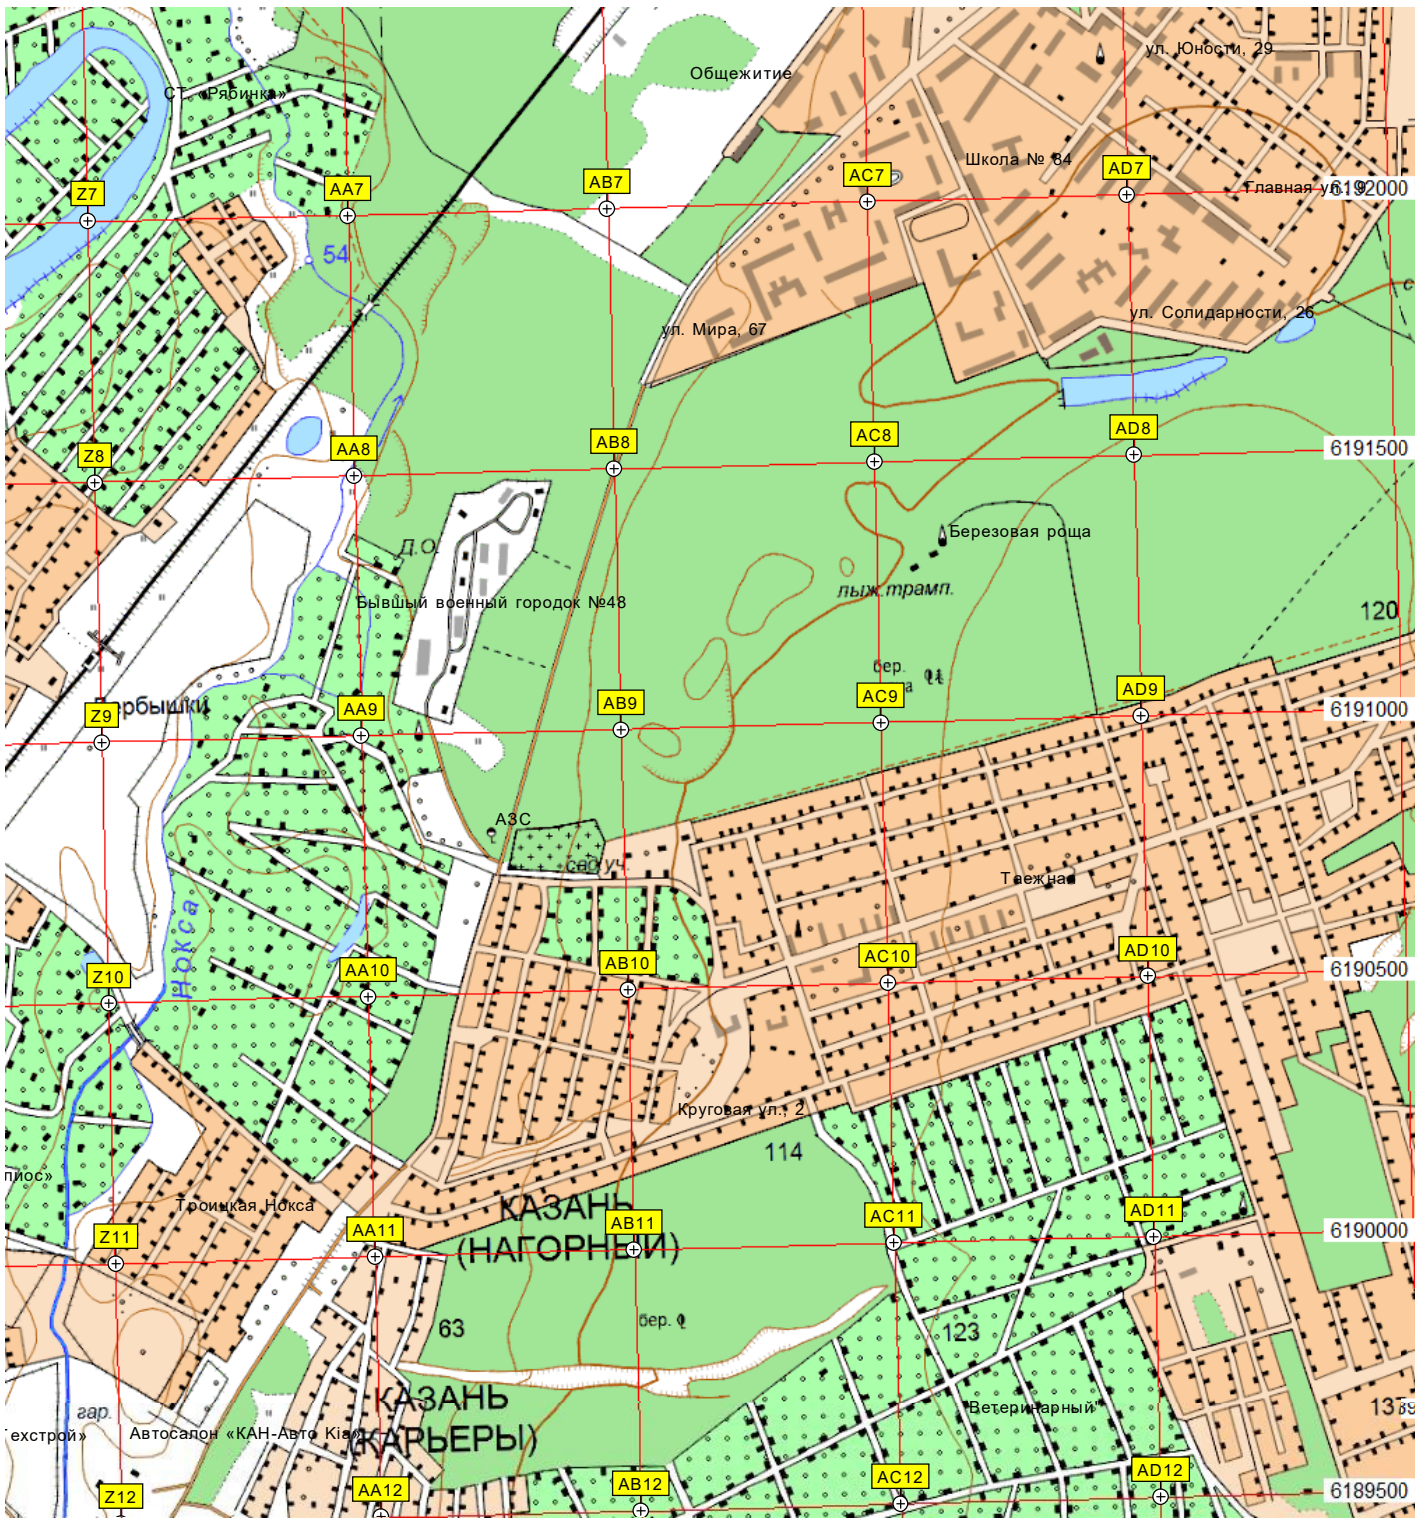 ул. Юности, 29
Общежитие
СТ. «Рябинка»
Школа № 84
AD7
AC7
AB7
AA7
Z7
Главная ул., 9
6192000
54
ул. Солидарности, 26
ул. Мира, 67
AD8
AC8
AB8
AA8
Z8
6191500
Березовая роща
Д.О.
лыж.трамп.
Бывший военный городок №48
120
бер.
AD9
AC9
AB9
AA9
Z9
6191000
АЗС
сад.уч.
Таежная
Нокса
AD10
AC10
AB10
AA10
Z10
6190500
Круговая ул., 2
114
Троицкая Нокса
КАЗАНЬ
(НАГОРНЫЙ)
AD11
AC11
AB11
AA11
Z11
6190000
бер.
63
123
КАЗАНЬ
(КАРЬЕРЫ)
"Ветеринарный"
гар.
ехстрой»
Автосалон «КАН-Авто Kia»
AD12
AC12
AB12
AA12
Z12
6189500